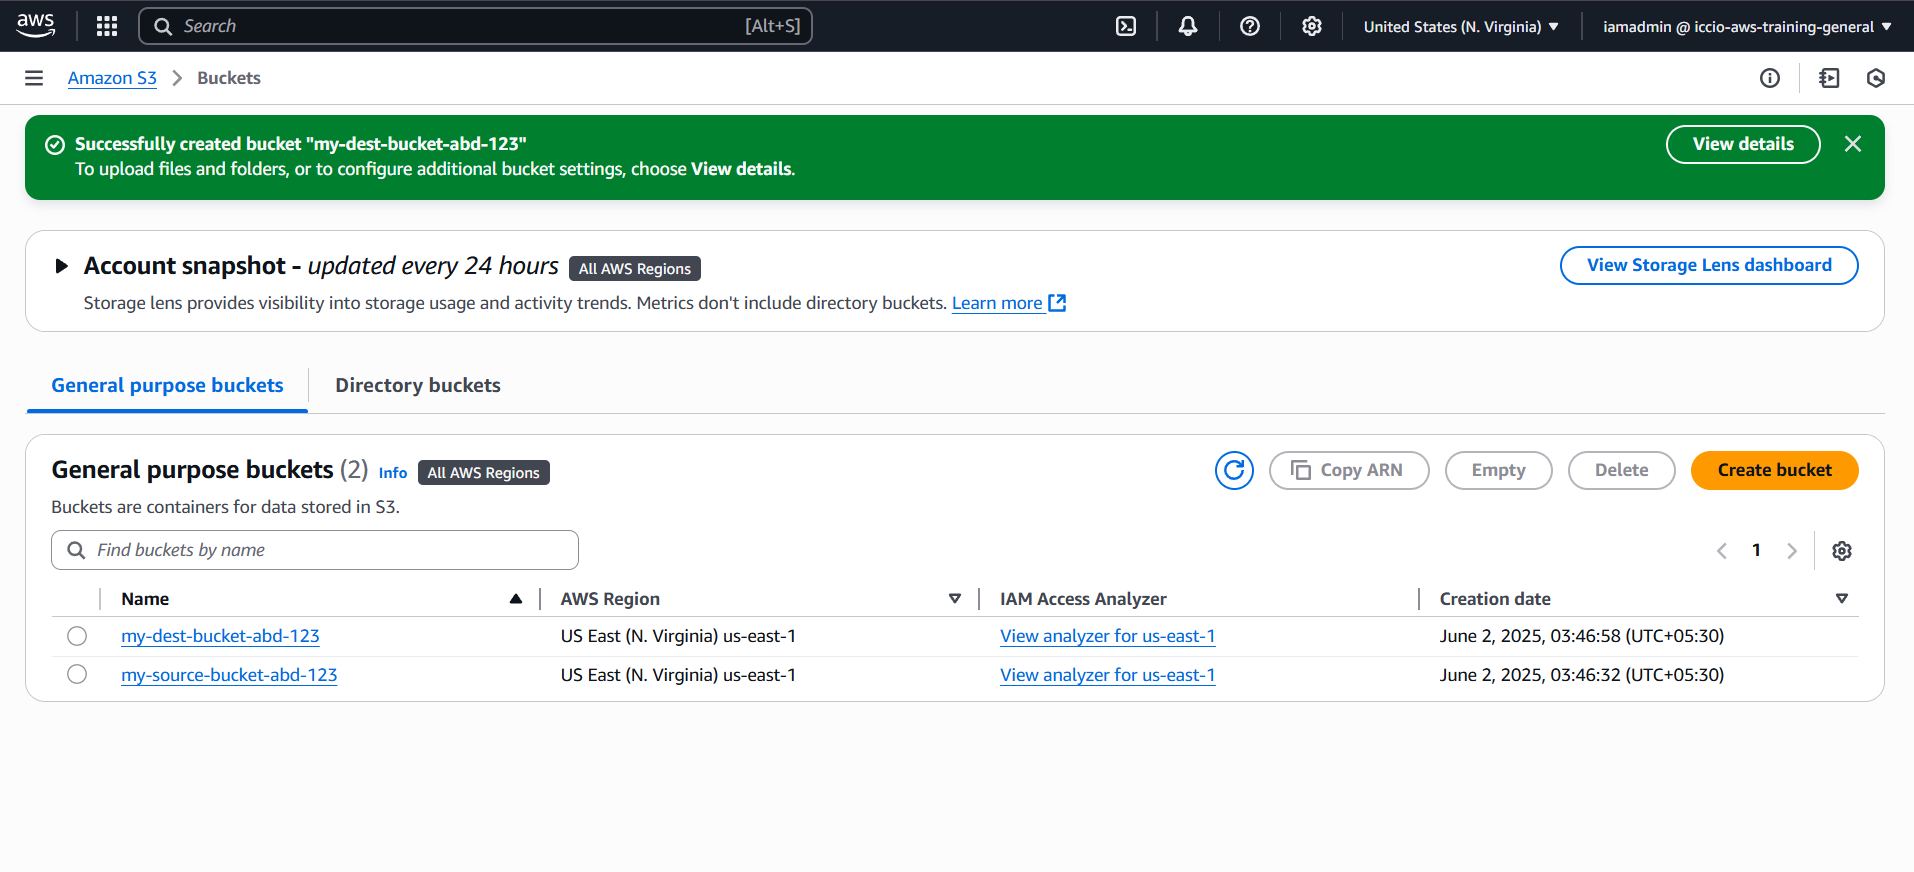 aws
Search [Alt+S]
United States (N. Virginia)
iamadmin @ iccio-aws-training-general
Amazon S3 > Buckets
Successfully created bucket "my-dest-bucket-abd-123"
To upload files and folders, or to configure additional bucket settings, choose View details.
View details
Account snapshot - updated every 24 hours All AWS Regions
View Storage Lens dashboard
Storage lens provides visibility into storage usage and activity trends. Metrics don't include directory buckets. Learn more
General purpose buckets Directory buckets
General purpose buckets (2) Info All AWS Regions
Copy ARN Empty Delete Create bucket
Buckets are containers for data stored in S3.
Find buckets by name
1
Name AWS Region IAM Access Analyzer Creation date
my-dest-bucket-abd-123 US East (N. Virginia) us-east-1 View analyzer for us-east-1 June 2, 2025, 03:46:58 (UTC+05:30)
my-source-bucket-abd-123 US East (N. Virginia) us-east-1 View analyzer for us-east-1 June 2, 2025, 03:46:32 (UTC+05:30)